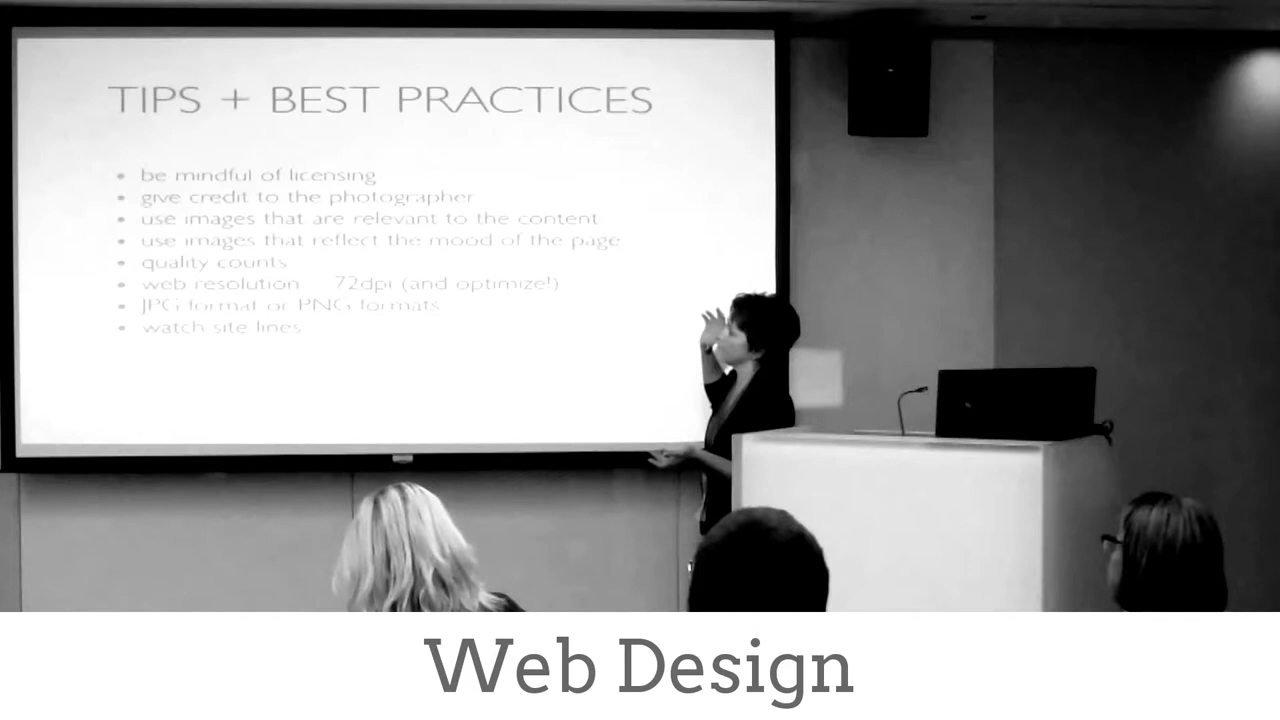 TIPS + BEST PRACTICES
• be mindful of licensing
• give credit to the photographer
• use images that are relevant to the content
• use images that reflect the mood of the page
• quality counts
• web resolution 72dpi (and optimize!)
• JPG format or PNG formats
• watch site lines
Web Design